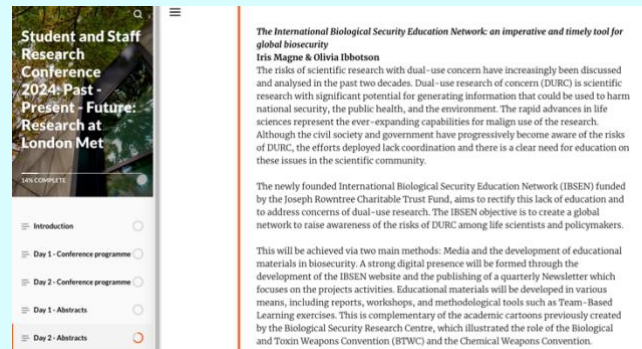 Student and Staff
Research
Conference
2024: Past -
Present - Future:
Research at
London Met
14% COMPLETE
Introduction
Day 1 - Conference programme
Day 2 - Conference programme
Day 1 - Abstracts
Day 2 - Abstracts
The International Biological Security Education Network: an imperative and timely tool for
global biosecurity
Iris Magne & Olivia Ibbotson
The risks of scientific research with dual-use concern have increasingly been discussed
and analysed in the past two decades. Dual-use research of concern (DURC) is scientific
research with significant potential for generating information that could be used to harm
national security, the public health, and the environment. The rapid advances in life
sciences represent the ever-expanding capabilities for malign use of the research.
Although the civil society and government have progressively become aware of the risks
of DURC, the efforts deployed lack coordination and there is a clear need for education on
these issues in the scientific community.
The newly founded International Biological Security Education Network (IBSEN) funded
by the Joseph Rowntree Charitable Trust Fund, aims to rectify this lack of education and
to address concerns of dual-use research. The IBSEN objective is to create a global
network to raise awareness of the risks of DURC among life scientists and policymakers.
This will be achieved via two main methods: Media and the development of educational
materials in biosecurity. A strong digital presence will be formed through the
development of the IBSEN website and the publishing of a quarterly Newsletter which
focuses on the projects activities. Educational materials will be developed in various
means, including reports, workshops, and methodological tools such as Team-Based
Learning exercises. This is complementary of the academic cartoons previously created
by the Biological Security Research Centre, which illustrated the role of the Biological
and Toxin Weapons Convention (BTWC) and the Chemical Weapons Convention.